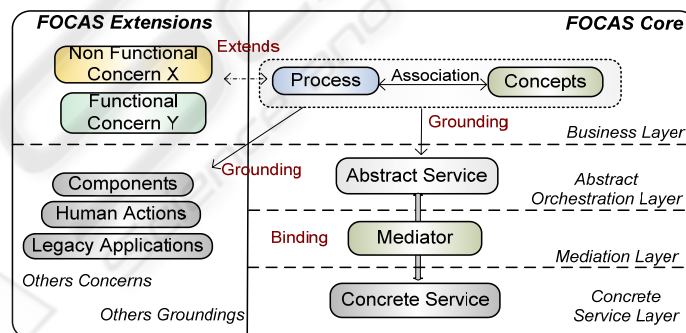 FOCAS Extensions
FOCAS Core
Non Functional
Concern X
Extends
Functional
Concern Y
Process
Association
Concepts
Grounding
Business Layer
Grounding
Components
Human Actions
Legacy Applications
Others Concerns
Others Groundings
Abstract Service
Abstract
Orchestration Layer
Binding
Mediator
Mediation Layer
Concrete Service
Concrete
Service Layer